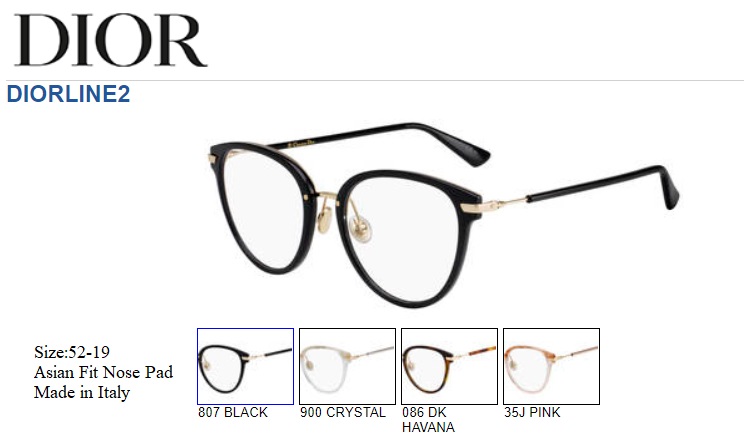 DIOR
DIORLINE2
Size:52-19
Asian Fit Nose Pad
Made in Italy
807 BLACK
900 CRYSTAL
086 DK
HAVANA
35J PINK